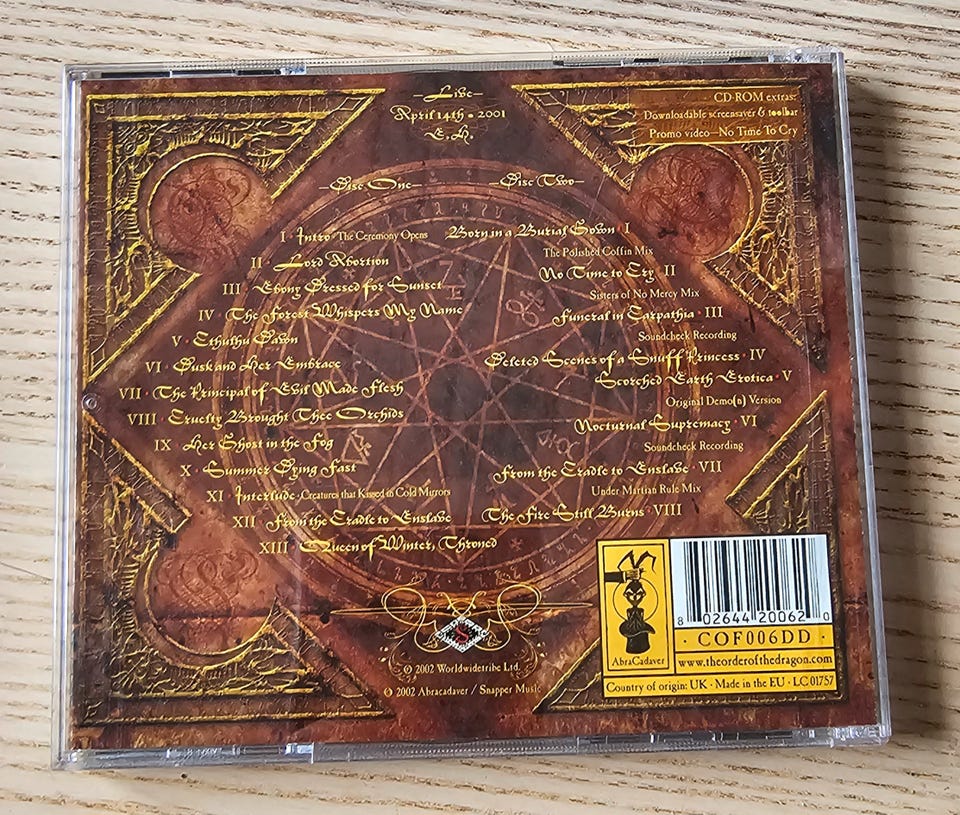 Live
April 14th • 2001
E.H.
CD-ROM extras:
Downloadable screensaver & toolbar
Promo video—No Time To Cry
—Disc One—
I · Intro · The Ceremony Opens
II · Lord Abortion
III · Ebony Dressed for Sunset
IV · The Forest Whispers My Name
V · Cthulhu Dawn
VI · Dusk and Her Embrace
VII · The Principal of Evil Made Flesh
VIII · Cruelty Brought Thee Orchids
IX · Her Ghost in the Fog
X · Summer Dying Fast
XI · Interlude · Creatures that Kissed in Cold Mirrors
XII · From the Cradle to Enslave
XIII · Queen of Winter, Throned
—Disc Two—
Born in a Burial Gown · I
The Polished Coffin Mix
No Time to Cry · II
Sisters of No Mercy Mix
Funeral in Carpathia · III
Soundcheck Recording
Deleted Scenes of a Snuff Princess · IV
Scorched Earth Erotica · V
Original Demo(n) Version
Nocturnal Supremacy · VI
Soundcheck Recording
From the Cradle to Enslave · VII
Under Martian Rule Mix
The Fire Still Burns · VIII
℗ 2002 Worldwidetribe Ltd.
© 2002 Abracadaver / Snapper Music
AbraCadaver
8 02644 20062 0
· COF006DD ·
www.theorderofthedragon.com
Country of origin: UK · Made in the EU · LC 01757